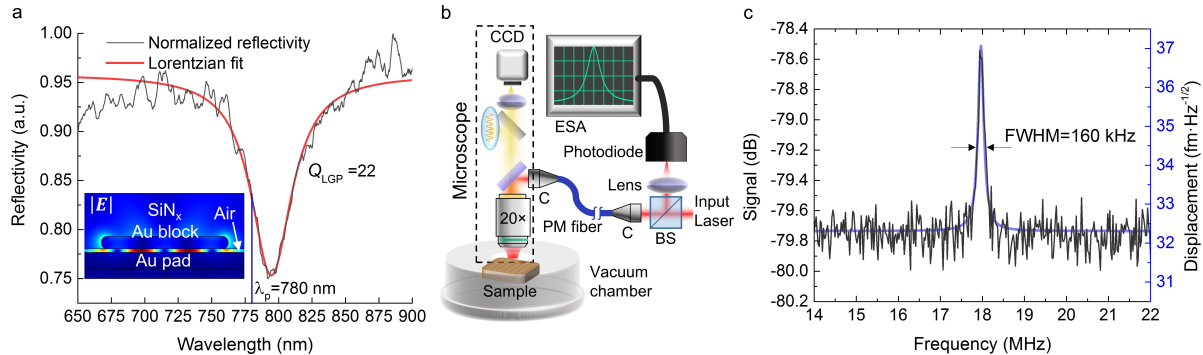 a
1.00
0.95
0.90
0.85
0.80
0.75
Reflectivity (a.u.)
Normalized reflectivity
Lorentzian fit
Q_LGP =22
|E|
SiNₓ
Air
Au block
Au pad
λₚ=780 nm
650 675 700 725 750 775 800 825 850 875 900
Wavelength (nm)
b
CCD
Microscope
ESA
Photodiode
Lens
Input
Laser
C
20×
PM fiber
C
BS
Sample
Vacuum
chamber
c
-78.4
-78.6
-78.8
-79.0
-79.2
-79.4
-79.6
-79.8
-80.0
-80.2
Signal (dB)
FWHM=160 kHz
37
36
35
34
33
32
31
Displacement (fm·Hz⁻¹/²)
14 15 16 17 18 19 20 21 22
Frequency (MHz)